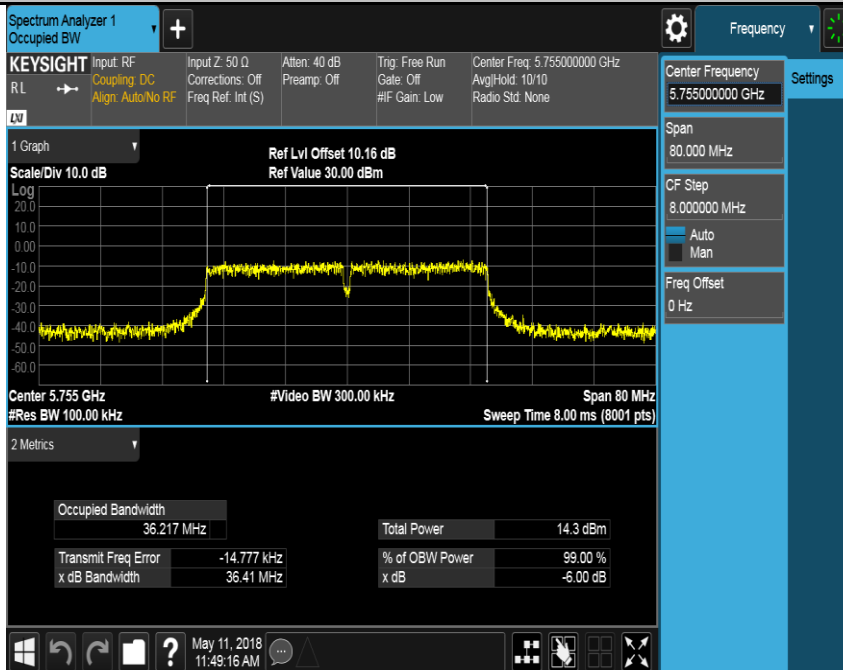 Spectrum Analyzer 1
Occupied BW
Frequency
KEYSIGHT
RL
LXI
Input: RF
Coupling: DC
Align: Auto/No RF
Input Z: 50 Ω
Corrections: Off
Freq Ref: Int (S)
Atten: 40 dB
Preamp: Off
Trig: Free Run
Gate: Off
#IF Gain: Low
Center Freq: 5.755000000 GHz
Avg|Hold: 10/10
Radio Std: None
Center Frequency
5.755000000 GHz
Settings
Span
80.000 MHz
CF Step
8.000000 MHz
Auto
Man
Freq Offset
0 Hz
1 Graph
Scale/Div 10.0 dB
Ref Lvl Offset 10.16 dB
Ref Value 30.00 dBm
Log
20.0
10.0
0.00
-10.0
-20.0
-30.0
-40.0
-50.0
-60.0
Center 5.755 GHz
#Video BW 300.00 kHz
Span 80 MHz
#Res BW 100.00 kHz
Sweep Time 8.00 ms (8001 pts)
2 Metrics
Occupied Bandwidth
36.217 MHz
Total Power 14.3 dBm
Transmit Freq Error -14.777 kHz
% of OBW Power 99.00 %
x dB Bandwidth 36.41 MHz
x dB -6.00 dB
?
May 11, 2018
11:49:16 AM